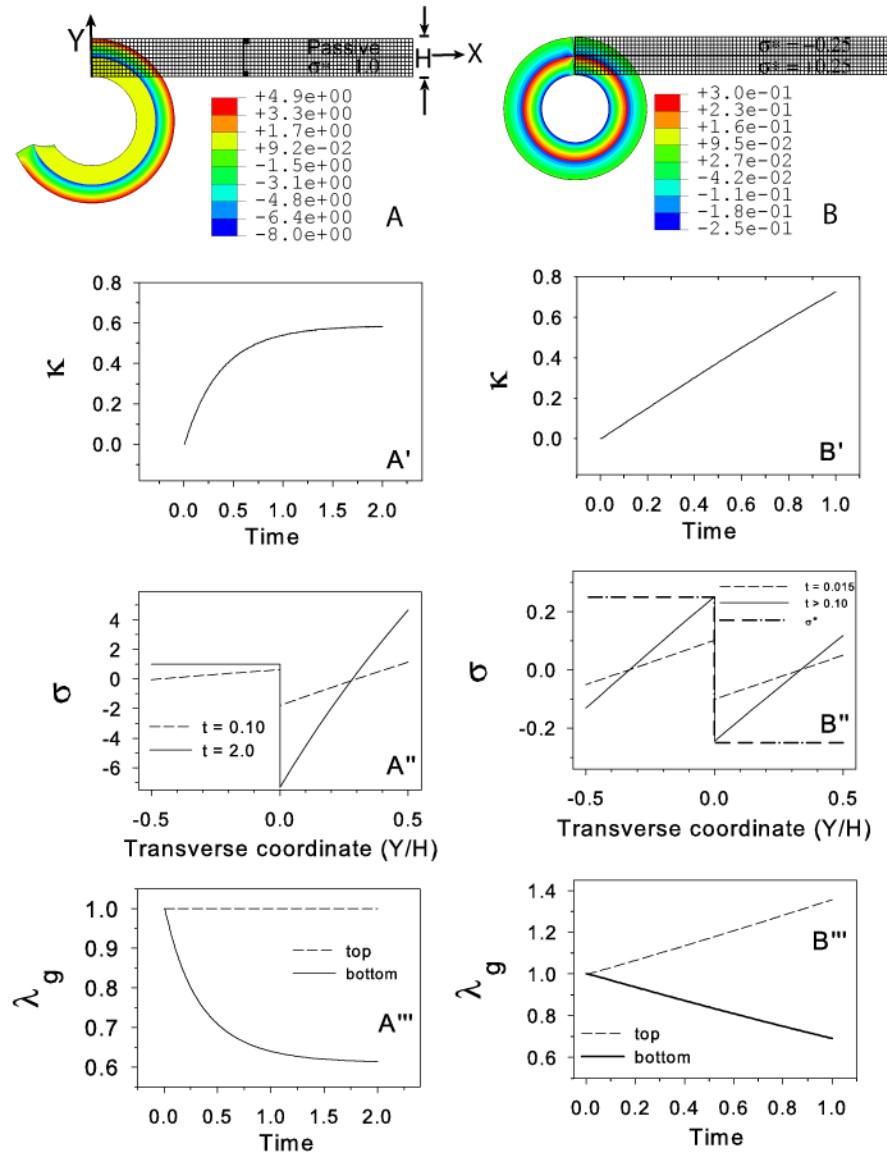 Y
Passive
σ* 1.0
H
X
+4.9e+00
+3.3e+00
+1.7e+00
+9.2e-02
-1.5e+00
-3.1e+00
-4.8e+00
-6.4e+00
-8.0e+00
A
σ* = -0.25
σ* = +0.25
+3.0e-01
+2.3e-01
+1.6e-01
+9.5e-02
+2.7e-02
-4.2e-02
-1.1e-01
-1.8e-01
-2.5e-01
B
κ
0.8
0.6
0.4
0.2
0.0
A'
0.0 0.5 1.0 1.5 2.0
Time
κ
0.8
0.6
0.4
0.2
0.0
B'
0.0 0.2 0.4 0.6 0.8 1.0
Time
σ
4
2
0
-2
-4
-6
t = 0.10
t = 2.0
A"
-0.5 0.0 0.5
Transverse coordinate (Y/H)
σ
0.2
0.0
-0.2
t = 0.015
t > 0.10
σ*
B"
-0.5 0.0 0.5
Transverse coordinate (Y/H)
λg
1.0
0.9
0.8
0.7
0.6
top
bottom
A'''
0.0 0.5 1.0 1.5 2.0
Time
λg
1.4
1.2
1.0
0.8
0.6
B'''
top
bottom
0.0 0.2 0.4 0.6 0.8 1.0
Time